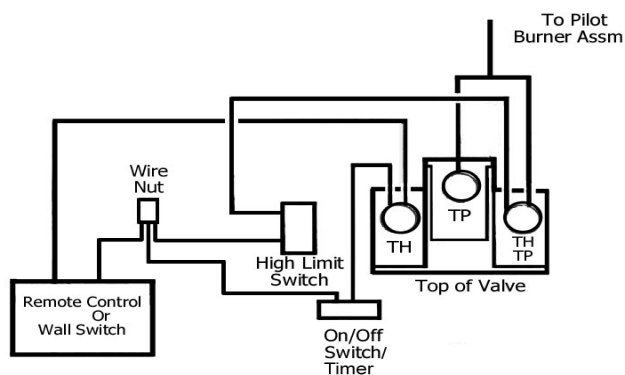 To Pilot
Burner Assm
Wire
Nut
TH
TP
TH
TP
High Limit
Switch
Top of Valve
Remote Control
Or
Wall Switch
On/Off
Switch/
Timer